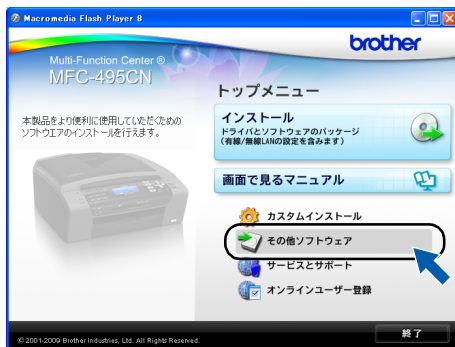 Macromedia Flash Player 8
brother
Multi-Function Center ®
MFC-495CN
トップメニュー
本製品をより便利に使用していただくための
ソフトウエアのインストールを行えます。
インストール
ドライバとソフトウェアのパッケージ
(有線/無線LANの設定を含みます)
画面で見るマニュアル
カスタムインストール
その他ソフトウェア
サービスとサポート
オンラインユーザー登録
© 2001-2009 Brother Industries, Ltd. All Rights Reserved.
終了